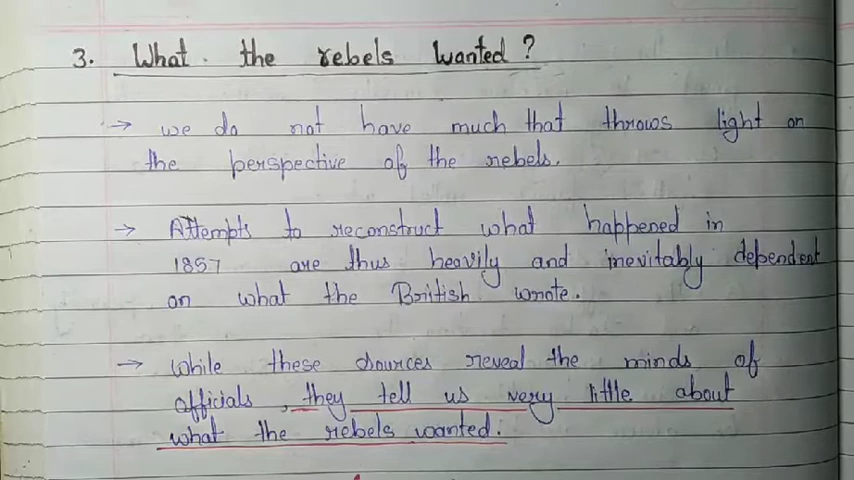 3. What the rebels wanted ?
→ we do not have much that throws light on
the perspective of the rebels.
→ Attempts to reconstruct what happened in
1857 are thus heavily and inevitably dependent
on what the British wrote.
→ While these sources reveal the minds of
officials, they tell us very little about
what the rebels wanted.